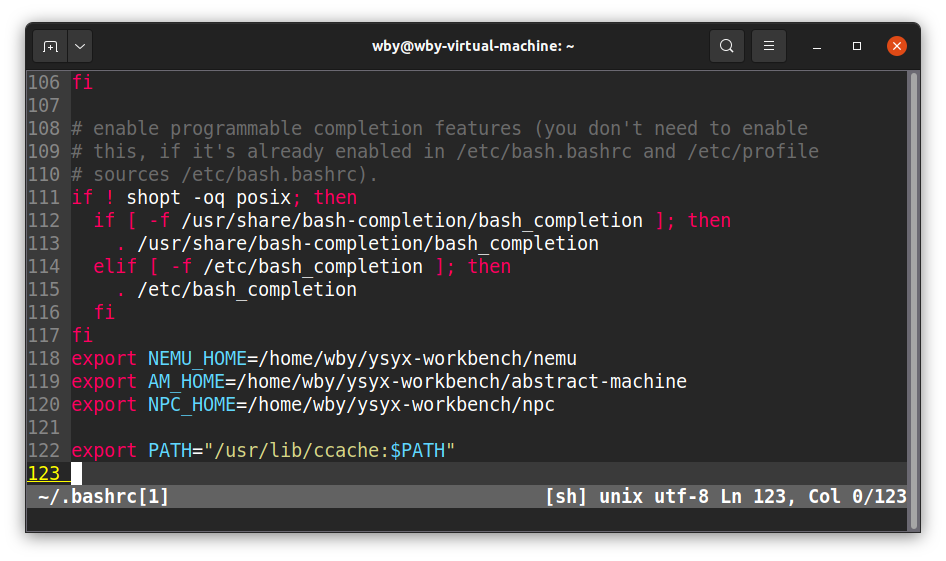 wby@wby-virtual-machine: ~
106 fi
107
108 # enable programmable completion features (you don't need to enable
109 # this, if it's already enabled in /etc/bash.bashrc and /etc/profile
110 # sources /etc/bash.bashrc).
111 if ! shopt -oq posix; then
112   if [ -f /usr/share/bash-completion/bash_completion ]; then
113     . /usr/share/bash-completion/bash_completion
114   elif [ -f /etc/bash_completion ]; then
115     . /etc/bash_completion
116   fi
117 fi
118 export NEMU_HOME=/home/wby/ysyx-workbench/nemu
119 export AM_HOME=/home/wby/ysyx-workbench/abstract-machine
120 export NPC_HOME=/home/wby/ysyx-workbench/npc
121
122 export PATH="/usr/lib/ccache:$PATH"
123
~/.bashrc[1] [sh] unix utf-8 Ln 123, Col 0/123